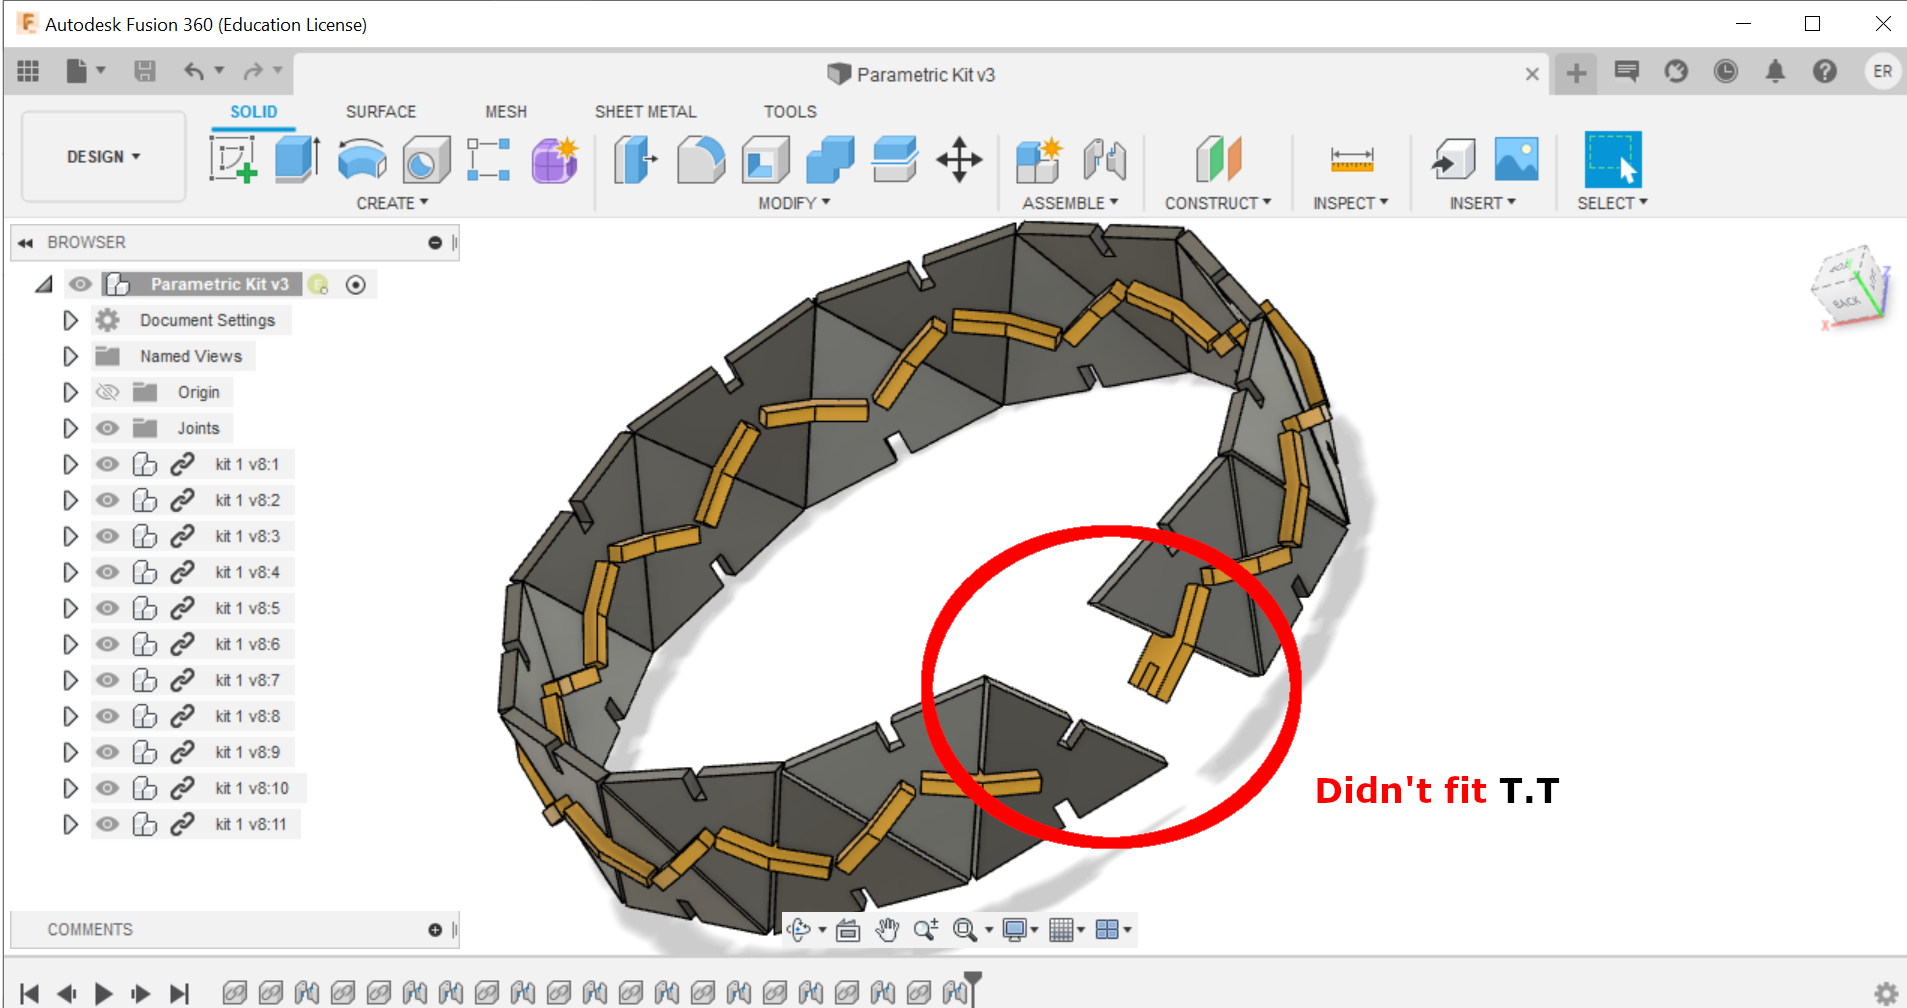 Autodesk Fusion 360 (Education License)
Parametric Kit v3
ER
SOLID SURFACE MESH SHEET METAL TOOLS
DESIGN
CREATE MODIFY ASSEMBLE CONSTRUCT INSPECT INSERT SELECT
BROWSER
Parametric Kit v3
Document Settings
Named Views
Origin
Joints
kit 1 v8:1
kit 1 v8:2
kit 1 v8:3
kit 1 v8:4
kit 1 v8:5
kit 1 v8:6
kit 1 v8:7
kit 1 v8:8
kit 1 v8:9
kit 1 v8:10
kit 1 v8:11
BACK
Z
X
Didn't fit T.T
COMMENTS